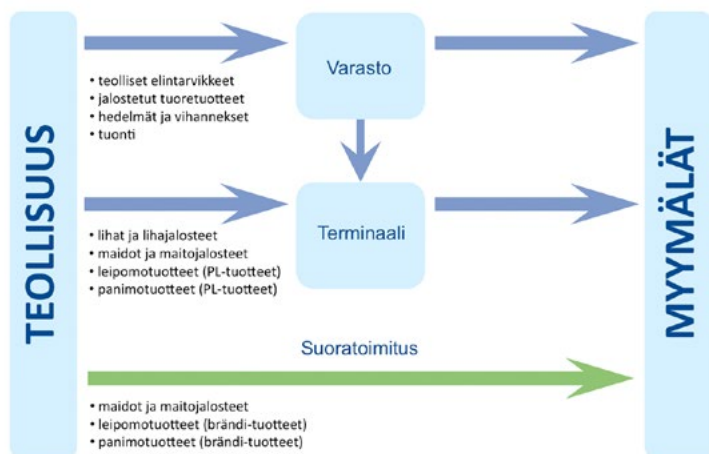 TEOLLISUUS
Varasto
• teolliset elintarvikkeet
• jalostetut tuoretuotteet
• hedelmät ja vihannekset
• tuonti
Terminaali
• lihat ja lihajalosteet
• maidot ja maitojalosteet
• leipomotuotteet (PL-tuotteet)
• panimotuotteet (PL-tuotteet)
Suoratoimitus
• maidot ja maitojalosteet
• leipomotuotteet (brändi-tuotteet)
• panimotuotteet (brändi-tuotteet)
MYYMÄLÄT